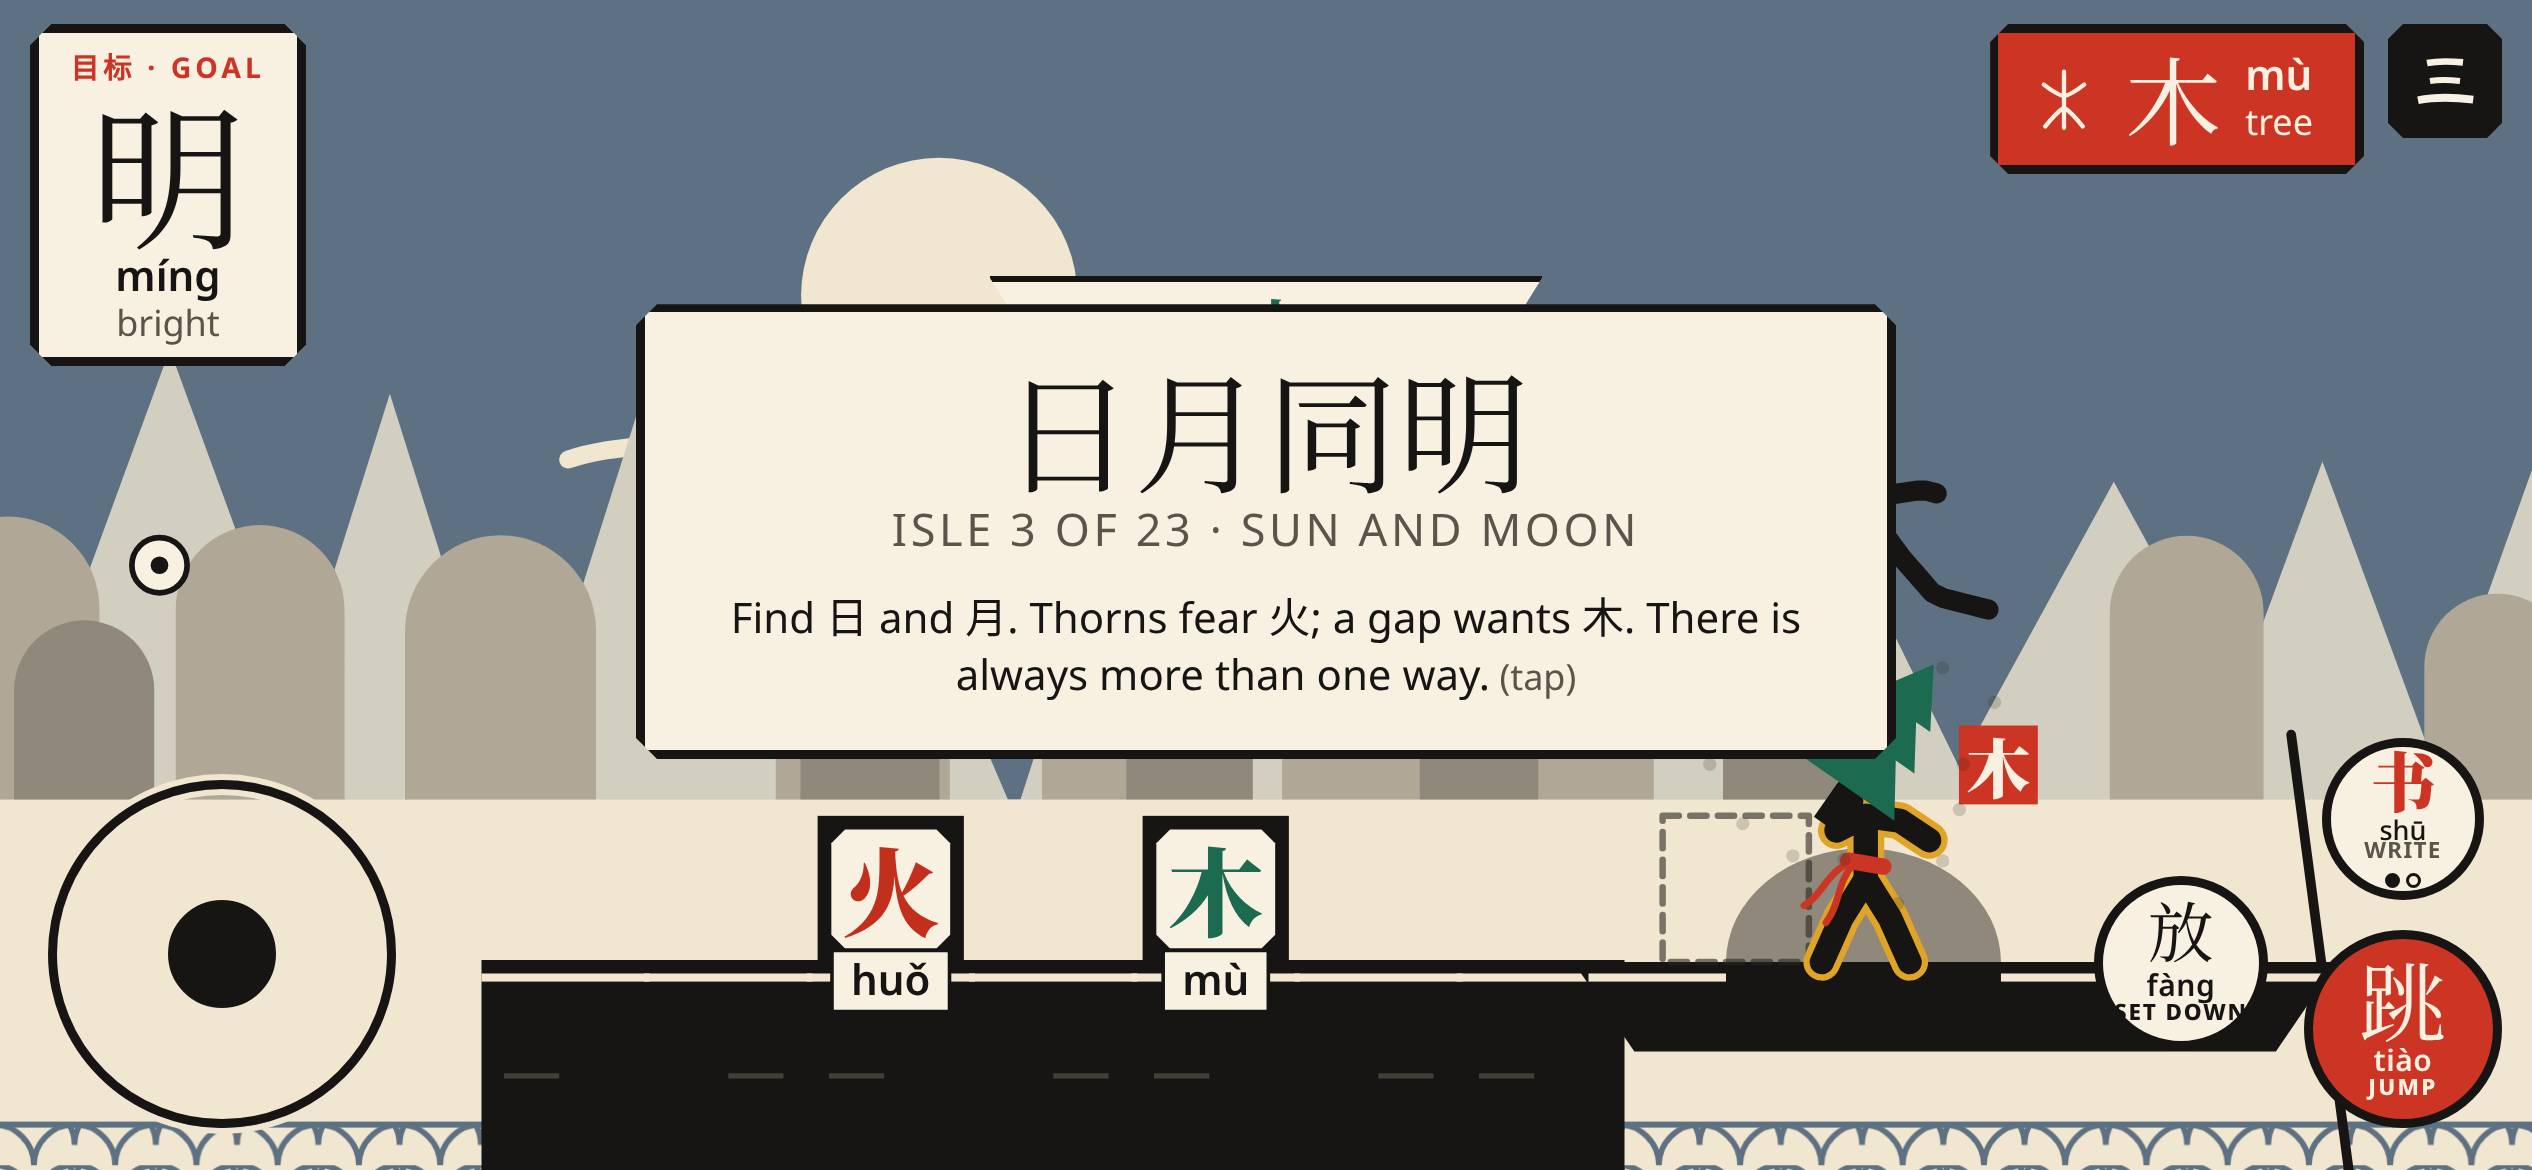 目标 · GOAL
明
míng
bright
木
mù
tree
三
日月同明
ISLE 3 OF 23 · SUN AND MOON
Find 日 and 月. Thorns fear 火; a gap wants 木. There is
always more than one way. (tap)
木
火
huǒ
木
mù
书
shū
WRITE
放
fàng
SET DOWN
跳
tiào
JUMP